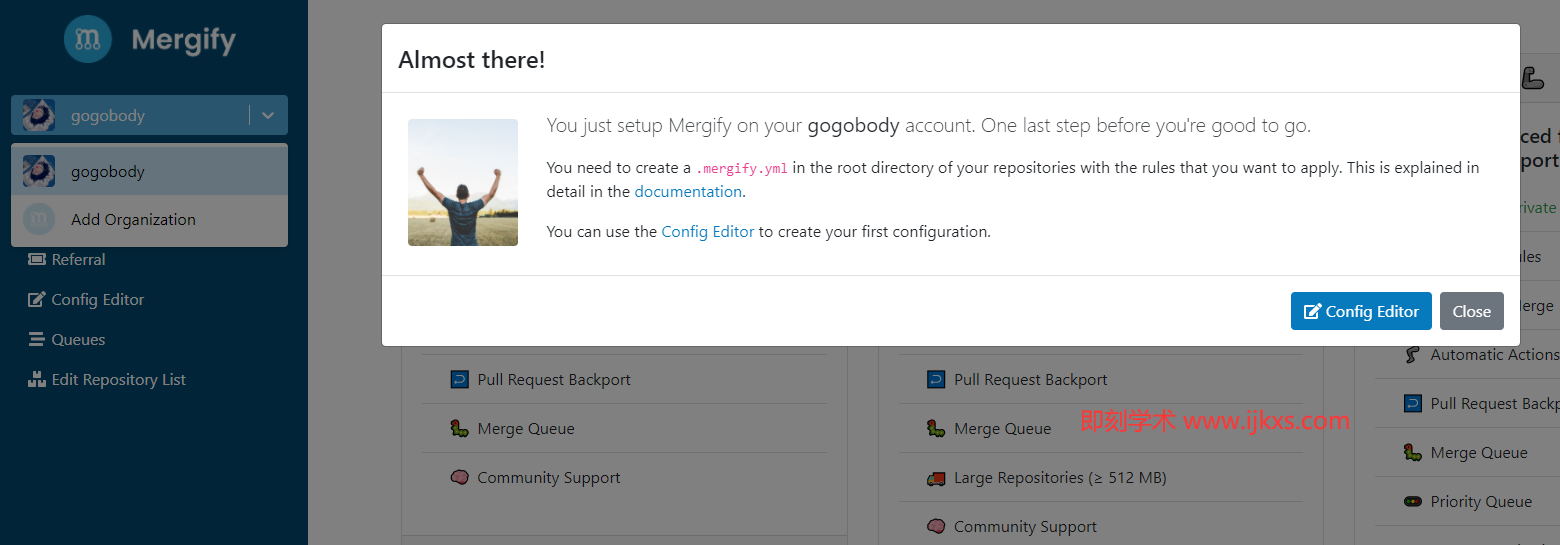 Mergify
gogobody
gogobody
Add Organization
Referral
Config Editor
Queues
Edit Repository List
Almost there!
You just setup Mergify on your gogobody account. One last step before you're good to go.
You need to create a .mergify.yml in the root directory of your repositories with the rules that you want to apply. This is explained in
detail in the documentation.
You can use the Config Editor to create your first configuration.
Config Editor
Close
Pull Request Backport
Merge Queue
Community Support
Pull Request Backport
Merge Queue
Large Repositories (≥ 512 MB)
Community Support
Automatic Actions
Pull Request Backp
Merge Queue
Priority Queue
即刻学术 www.ijkxs.com